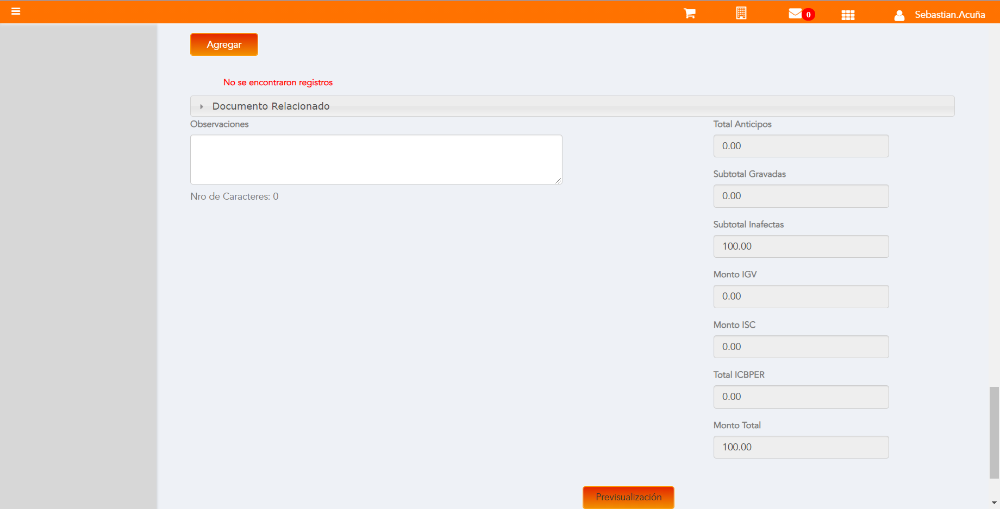 0
Sebastian.Acuña
Agregar
No se encontraron registros
Documento Relacionado
Observaciones
Nro de Caracteres: 0
Total Anticipos
0.00
Subtotal Gravadas
0.00
Subtotal Inafectas
100.00
Monto IGV
0.00
Monto ISC
0.00
Total ICBPER
0.00
Monto Total
100.00
Previsualización